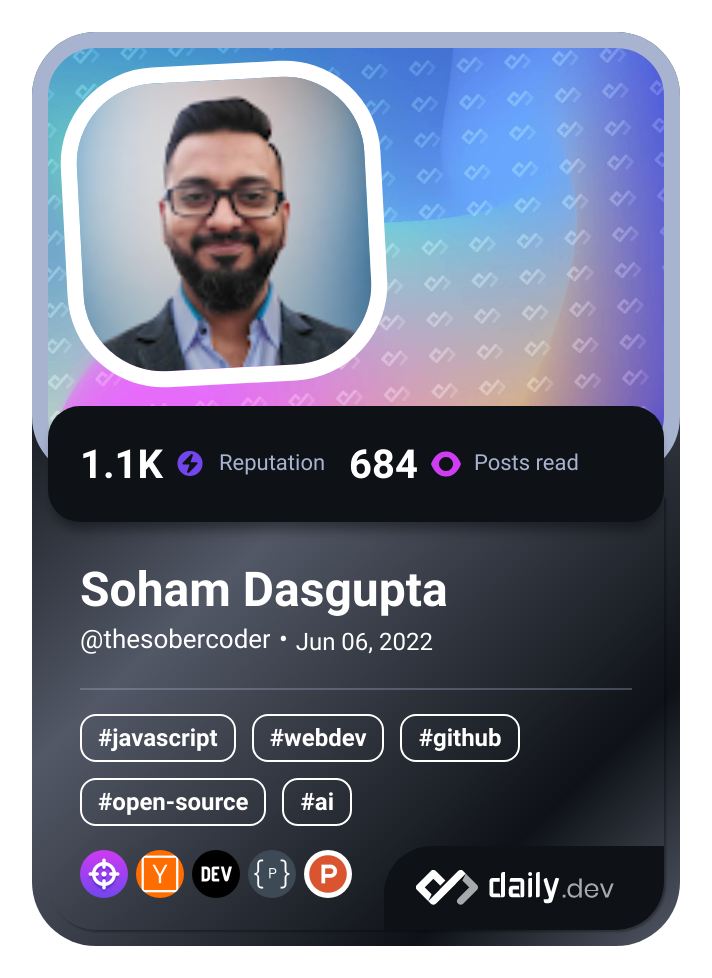 1.1K Reputation 684 Posts read
Soham Dasgupta
@thesobercoder • Jun 06, 2022
#javascript #webdev #github
#open-source #ai
Y DEV {P} P
daily.dev